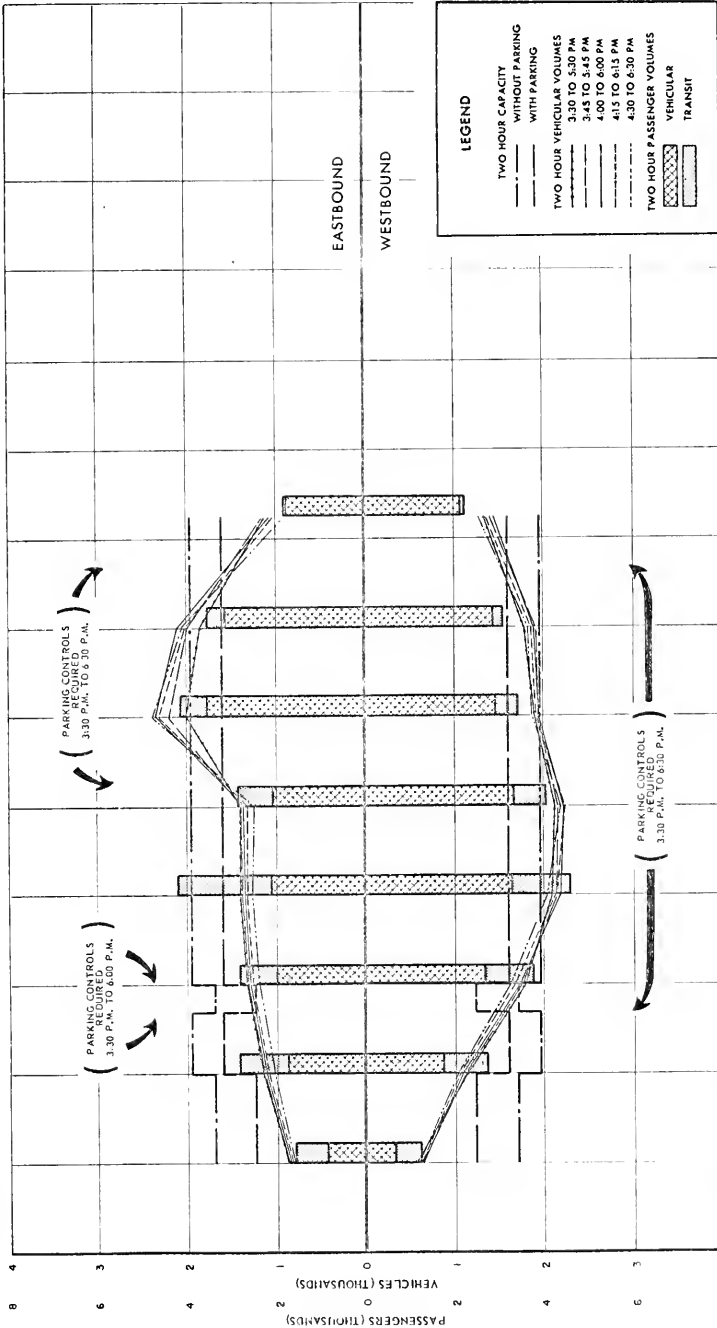 ( PARKING CONTROLS
REQUIRED
3:30 P.M. TO 6:00 P.M. )
( PARKING CONTROLS
REQUIRED
3:30 P.M. TO 6:30 P.M. )
EASTBOUND
WESTBOUND
( PARKING CONTROLS
REQUIRED
3:30 P.M. TO 6:30 P.M. )
LEGEND
TWO HOUR CAPACITY
WITHOUT PARKING
WITH PARKING
TWO HOUR VEHICULAR VOLUMES
3:30 TO 5:30 PM
3:45 TO 5:45 PM
4:00 TO 6:00 PM
4:15 TO 6:15 PM
4:30 TO 6:30 PM
TWO HOUR PASSENGER VOLUMES
VEHICULAR
TRANSIT
PASSENGERS (THOUSANDS)
8 6 4 2 0 2 4 6
VEHICLES (THOUSANDS)
4 3 2 1 0 1 2 3